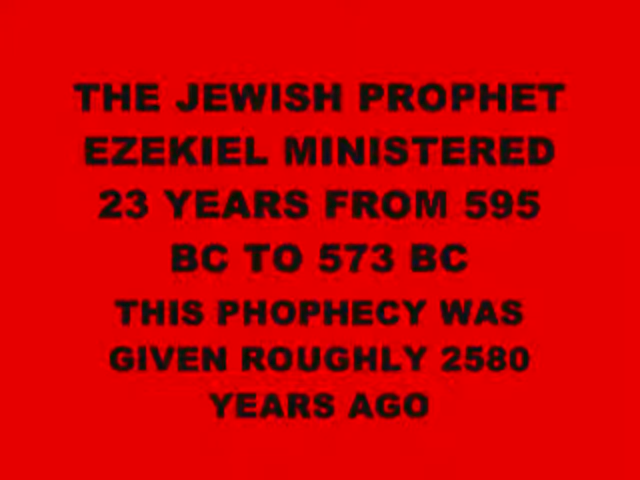 THE JEWISH PROPHET
EZEKIEL MINISTERED
23 YEARS FROM 595
BC TO 573 BC
THIS PHOPHECY WAS
GIVEN ROUGHLY 2580
YEARS AGO